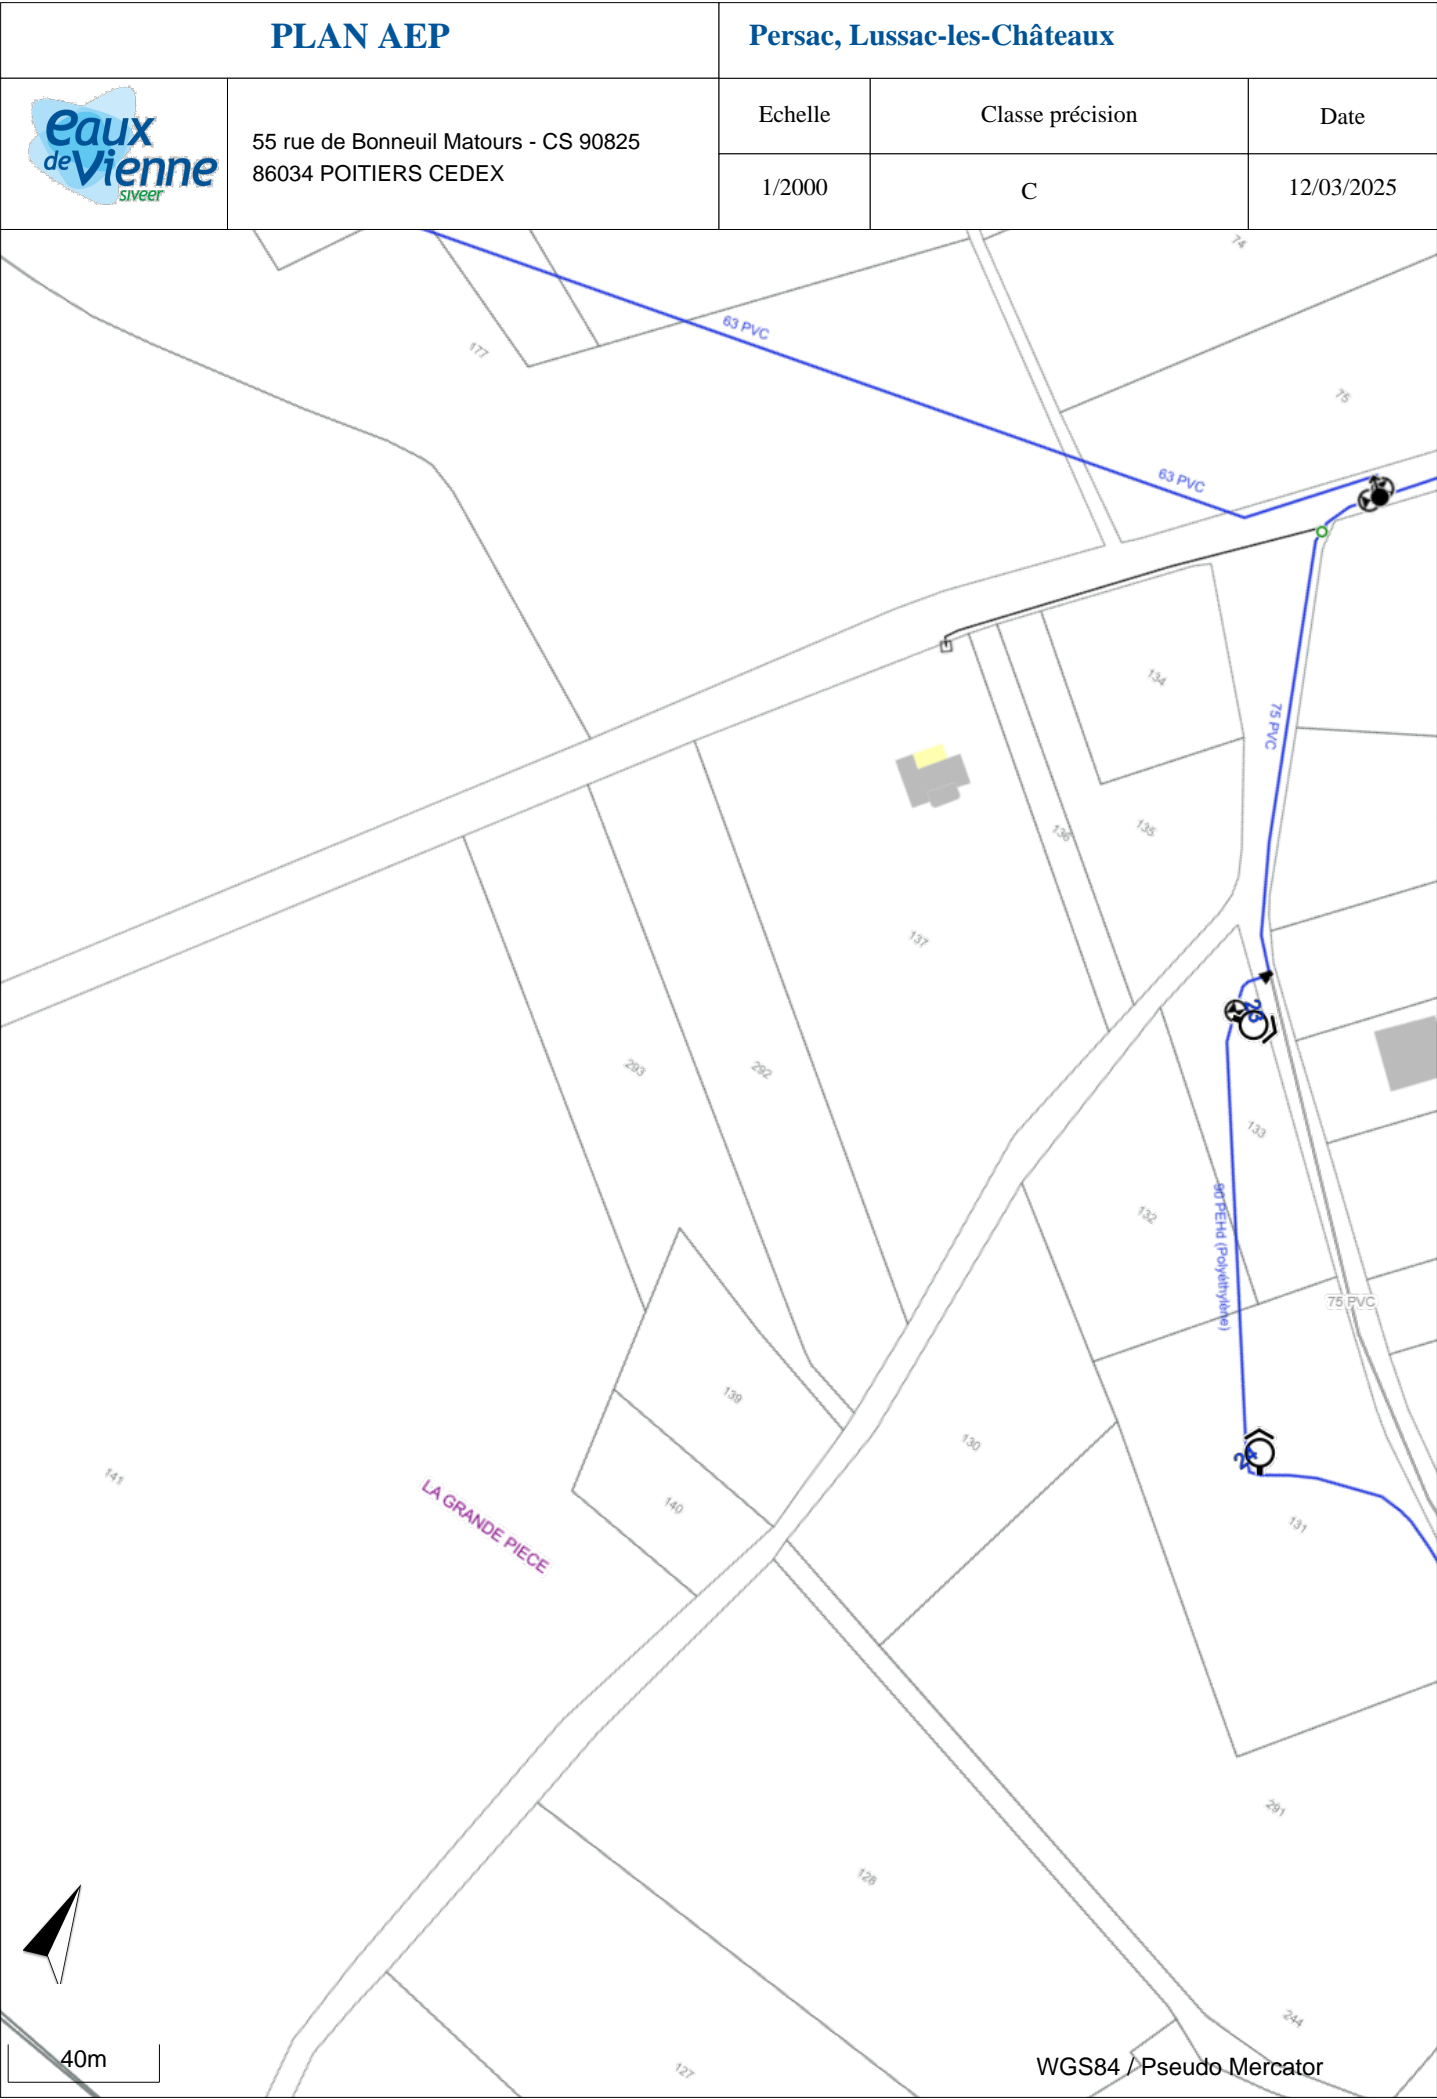 PLAN AEP
Persac, Lussac-les-Châteaux
eaux
de Vienne
siveer
55 rue de Bonneuil Matours - CS 90825
86034 POITIERS CEDEX
Echelle
Classe précision
Date
1/2000
C
12/03/2025
74
63 PVC
177
75
63 PVC
134
75 PVC
136
135
137
23
293
292
133
132
90 PEHd (Polyéthylène)
75 PVC
139
130
24
141
140
LA GRANDE PIECE
131
291
128
244
40m
127
WGS84 / Pseudo Mercator